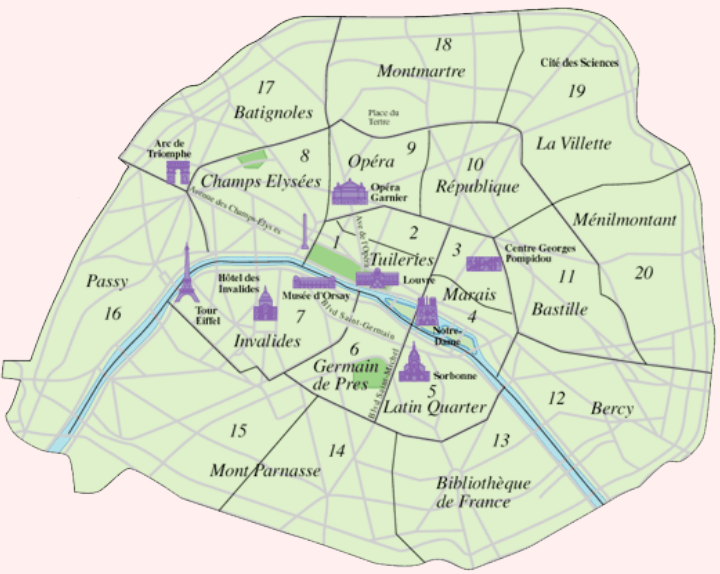 18
Montmartre
Cité des Sciences
19
17
Batignoles
Place du
Tertre
La Villette
Arc de
Triomphe
8
Champs Elysées
9
Opéra
10
République
Opéra
Garnier
Avenue des Champs-Élyées
Ménilmontant
1
Ave de l'Opéra
2
Tuileries
3
Centre Georges
Pompidou
20
11
Bastille
Passy
16
Hôtel des
Invalides
Musée d'Orsay
Louvre
Marais
4
Tour
Eiffel
7
Invalides
Blvd Saint-Germain
Notre-
Dame
6
Germain
de Pres
Blvd Saint-Michel
Sorbonne
5
Latin Quarter
12
Bercy
15
14
Mont Parnasse
13
Bibliothèque
de France